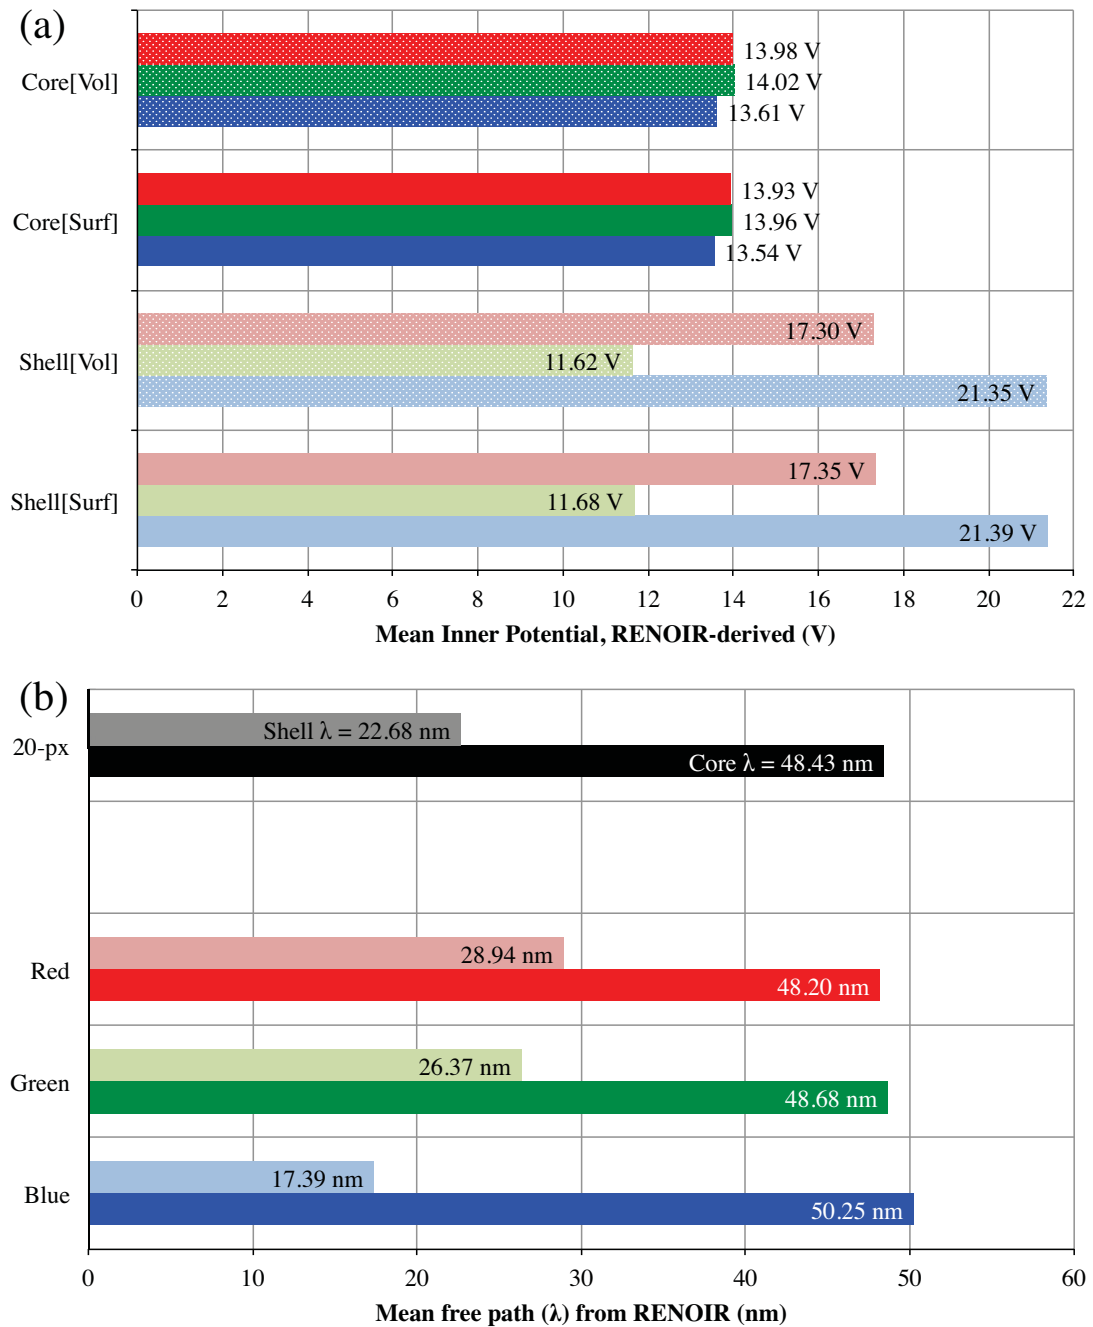 (a)
Core[Vol]
13.98 V
14.02 V
13.61 V
Core[Surf]
13.93 V
13.96 V
13.54 V
Shell[Vol]
17.30 V
11.62 V
21.35 V
Shell[Surf]
17.35 V
11.68 V
21.39 V
0 2 4 6 8 10 12 14 16 18 20 22
Mean Inner Potential, RENOIR-derived (V)
(b)
20-px
Shell λ = 22.68 nm
Core λ = 48.43 nm
Red
28.94 nm
48.20 nm
Green
26.37 nm
48.68 nm
Blue
17.39 nm
50.25 nm
0 10 20 30 40 50 60
Mean free path (λ) from RENOIR (nm)